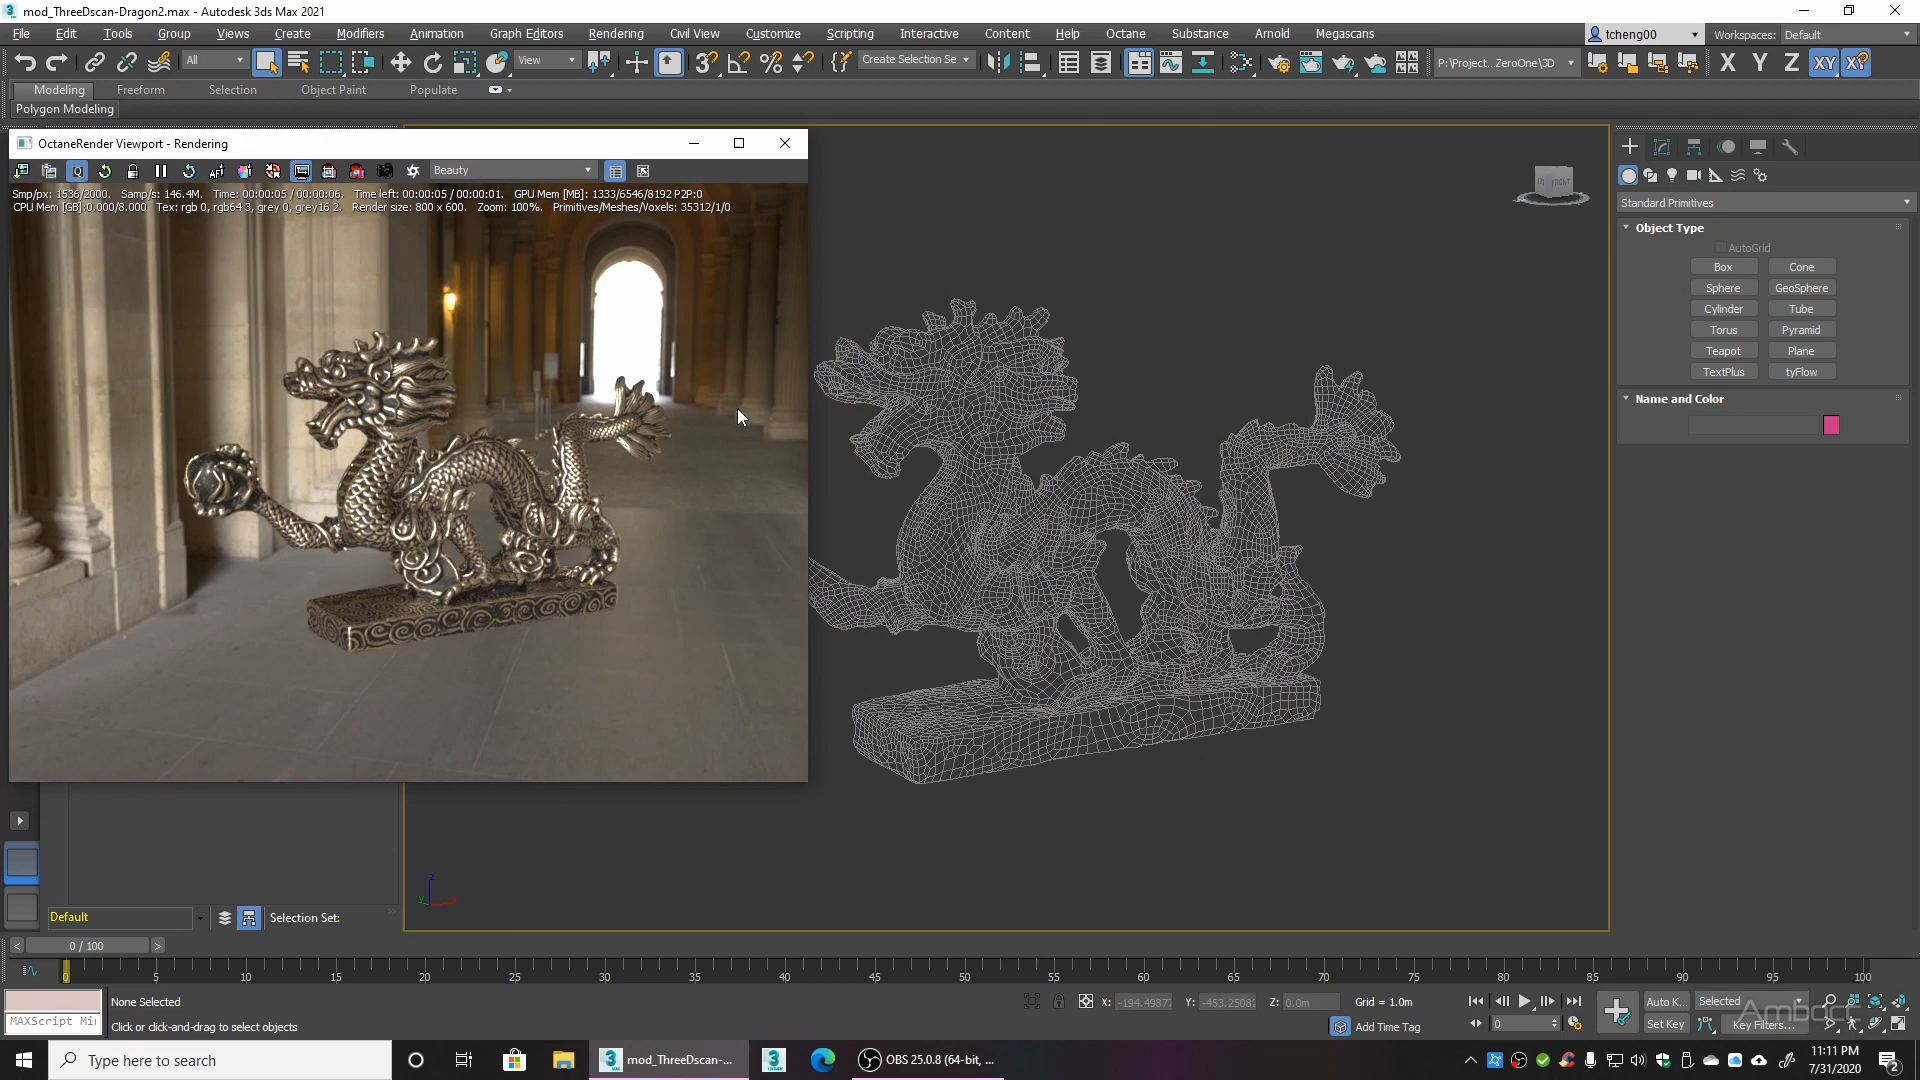 mod_ThreeDscan-Dragon2.max - Autodesk 3ds Max 2021
File Edit Tools Group Views Create Modifiers Animation Graph Editors Rendering Civil View Customize Scripting Interactive Content Help Octane Substance Arnold Megascans tcheng00 Workspaces: Default
All View Create Selection Se P:\Project...ZeroOne\3D X Y Z XY XY
Modeling Freeform Selection Object Paint Populate
Polygon Modeling
OctaneRender Viewport - Rendering
Beauty
Smp/px: 1536/2000. Samp/s: 146.4M. Time: 00:00:05 / 00:00:06. Time left: 00:00:05 / 00:00:01. GPU Mem [MB]: 1333/6546/8192 P2P:0
CPU Mem [GB]:0.000/8.000 Tex: rgb 0, rgb64 3, grey 0, grey16 2. Render size: 800 x 600. Zoom: 100%. Primitives/Meshes/Voxels: 35312/1/0
FRONT
Standard Primitives
Object Type
AutoGrid
Box Cone
Sphere GeoSphere
Cylinder Tube
Torus Pyramid
Teapot Plane
TextPlus tyFlow
Name and Color
z
y x
Default Selection Set:
< 0 / 100 >
0 5 10 15 20 25 30 35 40 45 50 55 60 65 70 75 80 85 90 95 100
None Selected X: -194.4987 Y: -453.2508 Z: 0.0m Grid = 1.0m Auto K... Selected
MAXScript Mi Click or click-and-drag to select objects Add Time Tag 0 Set Key Key Filters...
Type here to search mod_ThreeDscan-... OBS 25.0.8 (64-bit, ... 11:11 PM
7/31/2020 2